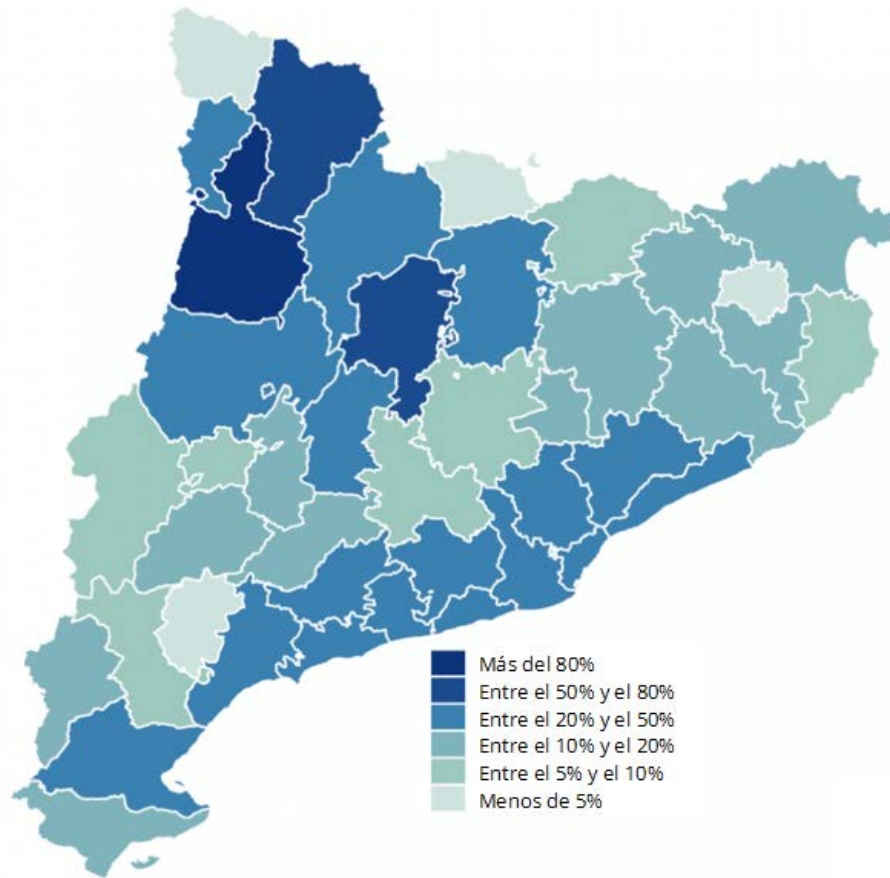 Más del 80%
Entre el 50% y el 80%
Entre el 20% y el 50%
Entre el 10% y el 20%
Entre el 5% y el 10%
Menos de 5%